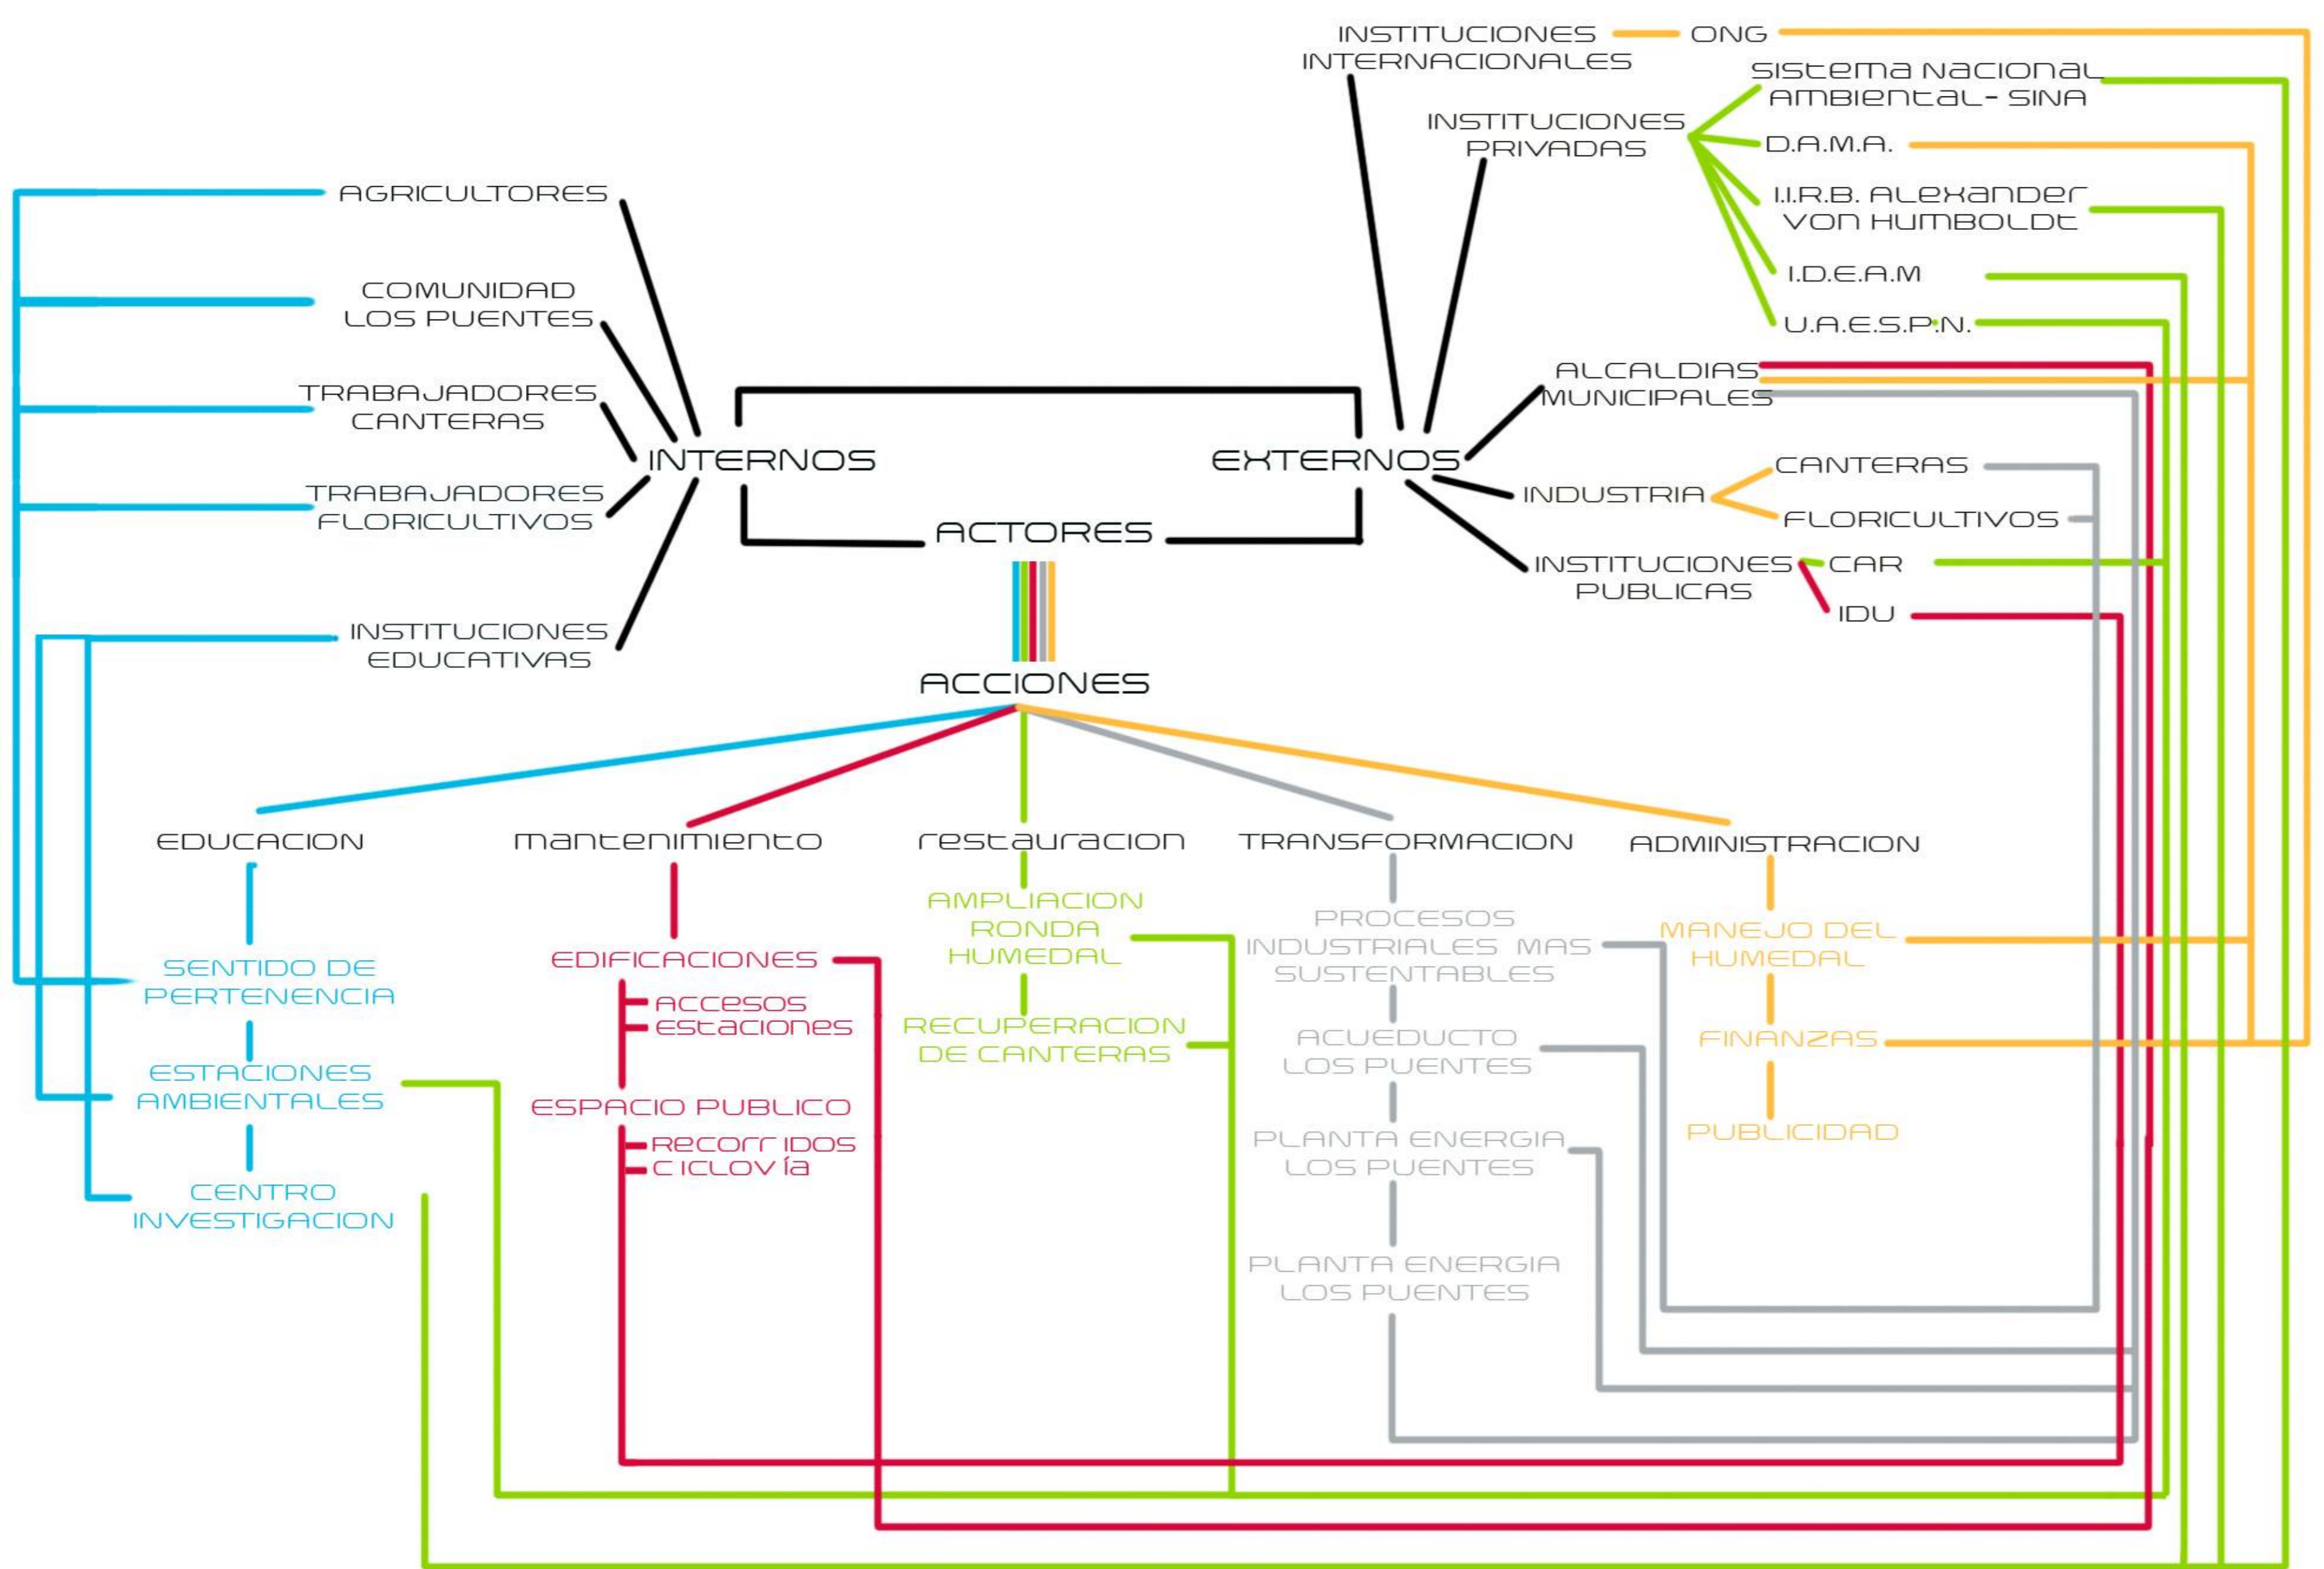 INSTITUCIONES
INTERNACIONALES
ONG
SISTEMA NACIONAL
AMBIENTAL- SINA
INSTITUCIONES
PRIVADAS
D.A.M.A.
I.I.R.B. ALEXANDER
VON HUMBOLDT
I.D.E.A.M
U.A.E.S.P.N.
AGRICULTORES
COMUNIDAD
LOS PUENTES
TRABAJADORES
CANTERAS
TRABAJADORES
FLORICULTIVOS
INSTITUCIONES
EDUCATIVAS
INTERNOS
EXTERNOS
ACTORES
ALCALDIAS
MUNICIPALES
INDUSTRIA
CANTERAS
FLORICULTIVOS
INSTITUCIONES
PUBLICAS
CAR
IDU
ACCIONES
EDUCACION
SENTIDO DE
PERTENENCIA
ESTACIONES
AMBIENTALES
CENTRO
INVESTIGACION
mantenimiento
EDIFICACIONES
ACCESOS
ESTACIONES
ESPACIO PUBLICO
RECORRIDOS
CICLOVÍA
restauracion
AMPLIACION
RONDA
HUMEDAL
RECUPERACION
DE CANTERAS
TRANSFORMACION
PROCESOS
INDUSTRIALES MAS
SUSTENTABLES
ACUEDUCTO
LOS PUENTES
PLANTA ENERGIA
LOS PUENTES
PLANTA ENERGIA
LOS PUENTES
ADMINISTRACION
MANEJO DEL
HUMEDAL
FINANZAS
PUBLICIDAD